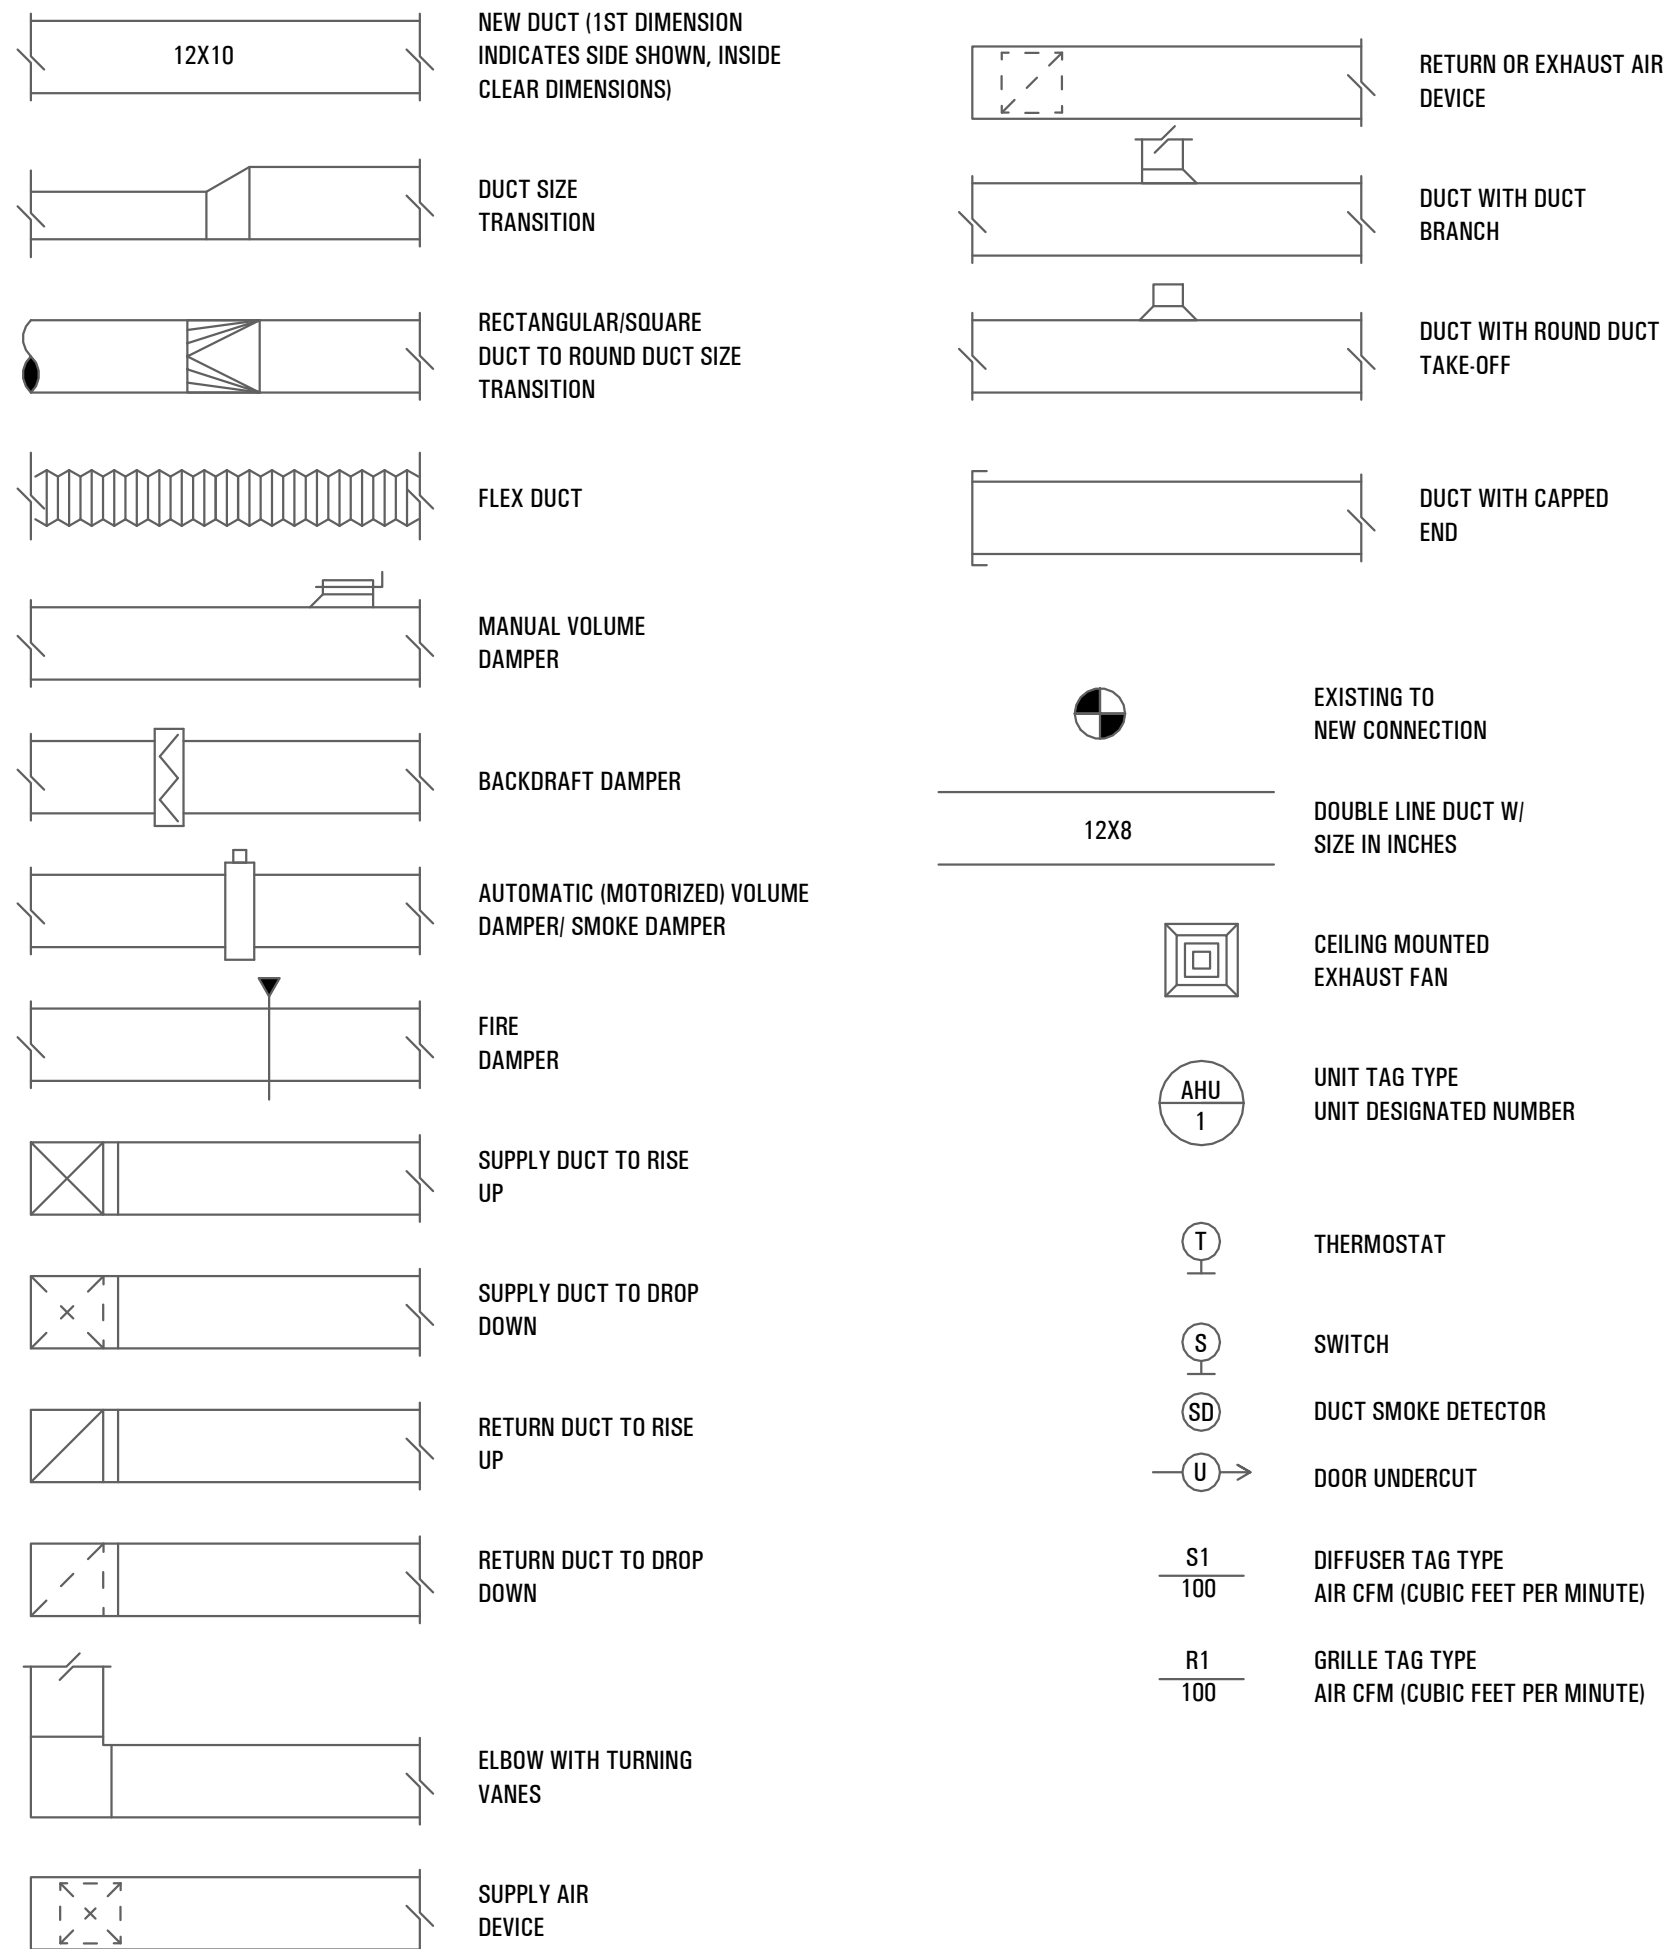 12X10
NEW DUCT (1ST DIMENSION
INDICATES SIDE SHOWN, INSIDE
CLEAR DIMENSIONS)
DUCT SIZE
TRANSITION
RECTANGULAR/SQUARE
DUCT TO ROUND DUCT SIZE
TRANSITION
FLEX DUCT
MANUAL VOLUME
DAMPER
BACKDRAFT DAMPER
AUTOMATIC (MOTORIZED) VOLUME
DAMPER/ SMOKE DAMPER
FIRE
DAMPER
SUPPLY DUCT TO RISE
UP
SUPPLY DUCT TO DROP
DOWN
RETURN DUCT TO RISE
UP
RETURN DUCT TO DROP
DOWN
ELBOW WITH TURNING
VANES
SUPPLY AIR
DEVICE
RETURN OR EXHAUST AIR
DEVICE
DUCT WITH DUCT
BRANCH
DUCT WITH ROUND DUCT
TAKE-OFF
DUCT WITH CAPPED
END
EXISTING TO
NEW CONNECTION
12X8
DOUBLE LINE DUCT W/
SIZE IN INCHES
CEILING MOUNTED
EXHAUST FAN
AHU
1
UNIT TAG TYPE
UNIT DESIGNATED NUMBER
T
THERMOSTAT
S
SWITCH
SD
DUCT SMOKE DETECTOR
U
DOOR UNDERCUT
S1
100
DIFFUSER TAG TYPE
AIR CFM (CUBIC FEET PER MINUTE)
R1
100
GRILLE TAG TYPE
AIR CFM (CUBIC FEET PER MINUTE)